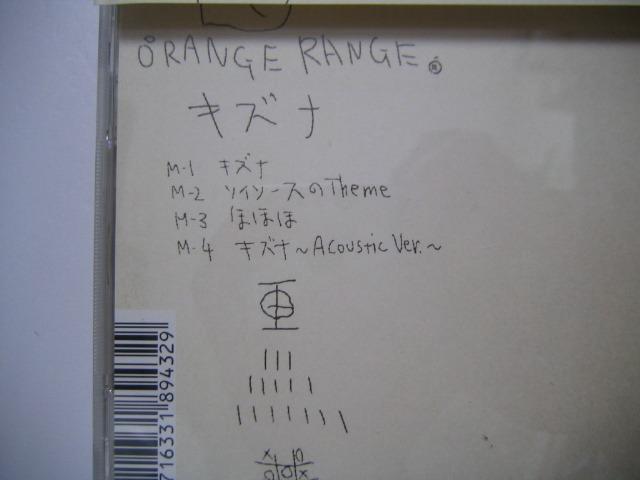 ORANGE RANGE®
キズナ
M-1 キズナ
M-2 ソイソースのTheme
M-3 ほほほ
M-4 キズナ～Acoustic Ver.～
716331894329
X O
O O X